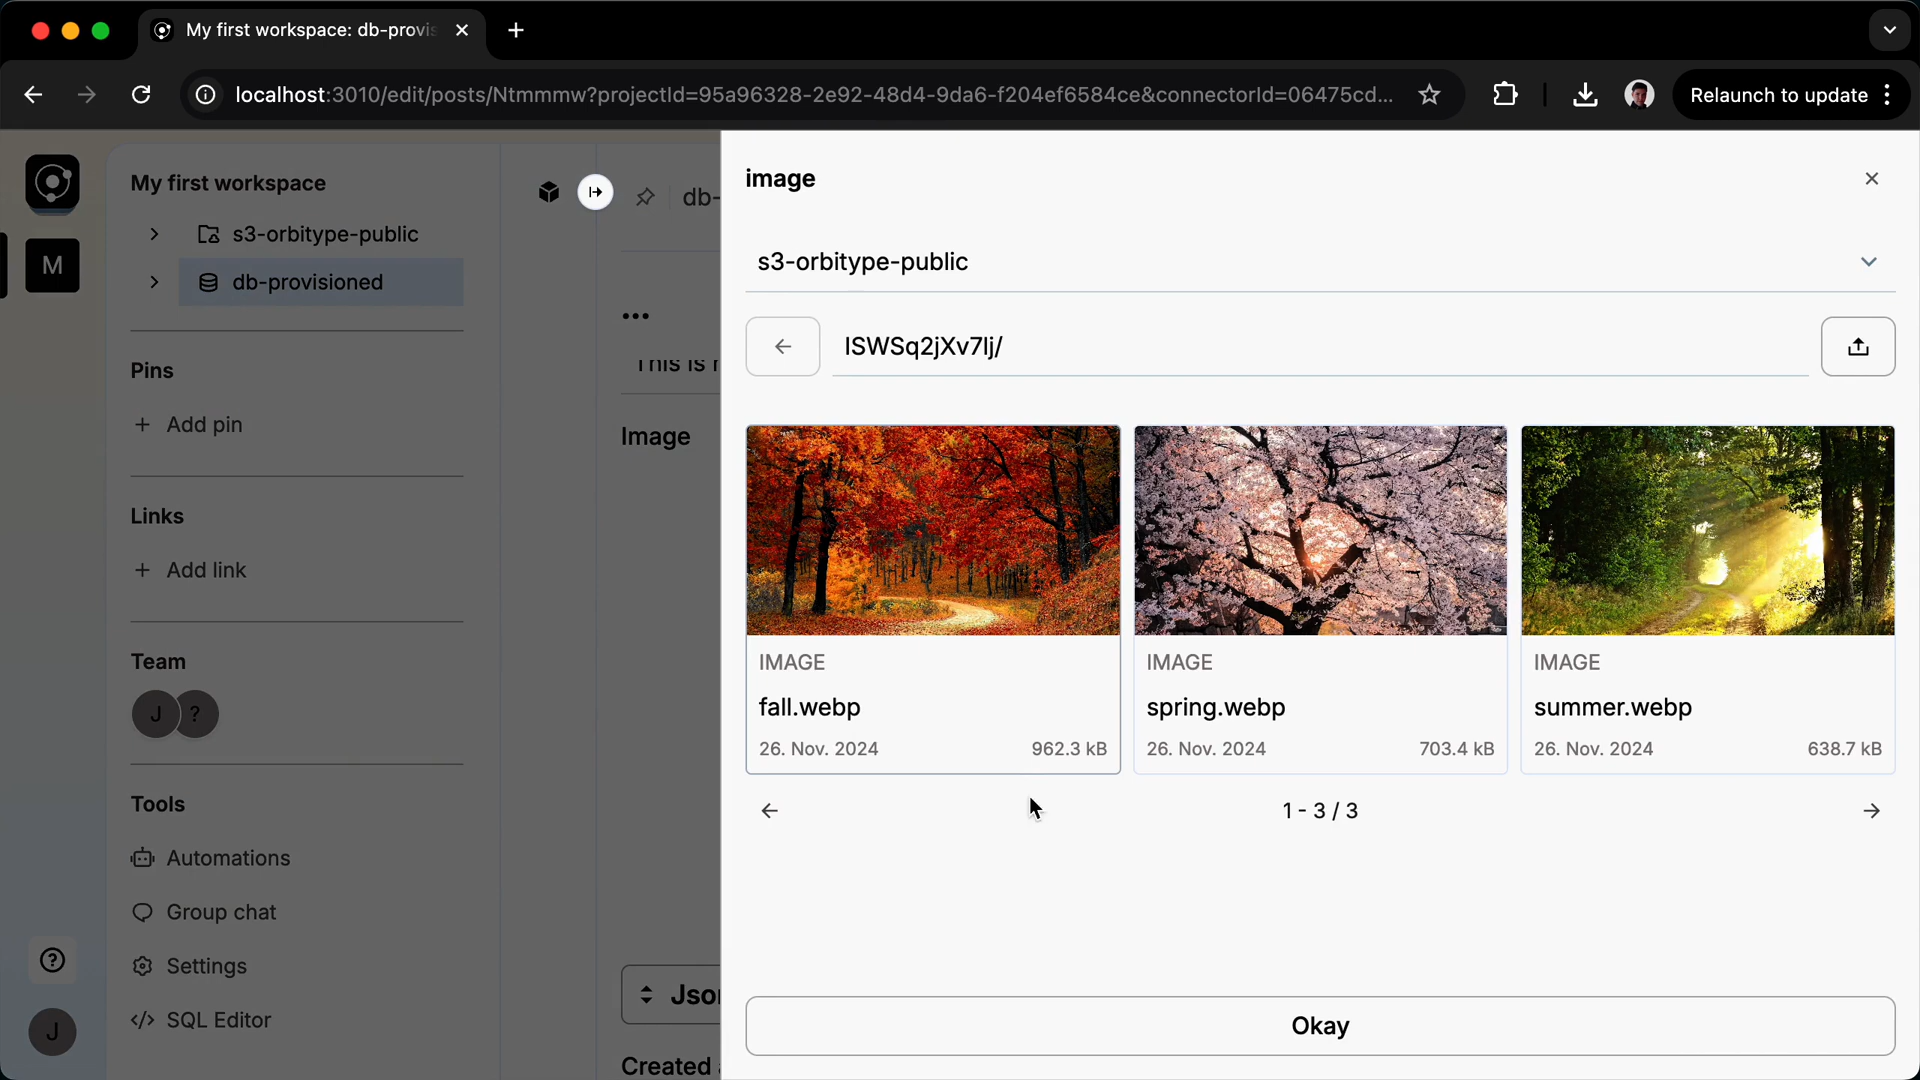 My first workspace: db-provis
localhost:3010/edit/posts/Ntmmmw?projectId=95a96328-2e92-48d4-9da6-f204ef6584ce&connectorId=06475cd...
Relaunch to update
My first workspace
s3-orbitype-public
M
db-provisioned
Pins
+ Add pin
Links
+ Add link
Team
J ?
Tools
Automations
Group chat
Settings
SQL Editor
J
db-
...
This is
Image
Json
Created
image
s3-orbitype-public
ISWSq2jXv7lj/
IMAGE
fall.webp
26. Nov. 2024 962.3 kB
IMAGE
spring.webp
26. Nov. 2024 703.4 kB
IMAGE
summer.webp
26. Nov. 2024 638.7 kB
1 - 3 / 3
Okay